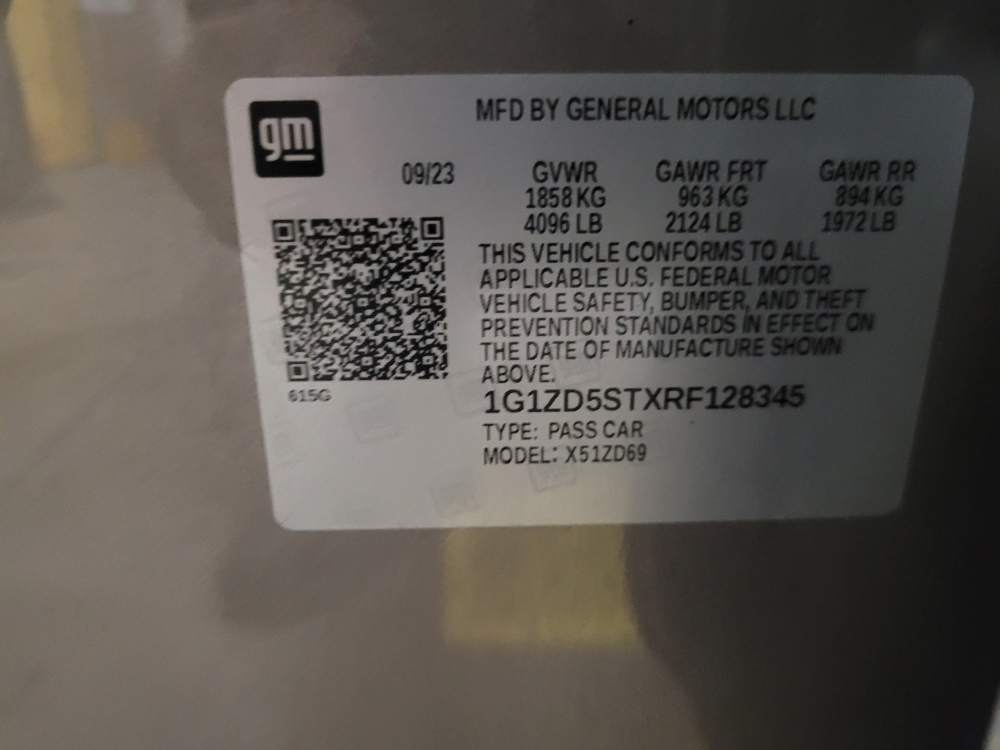 gm
MFD BY GENERAL MOTORS LLC
09/23
GVWR GAWR FRT GAWR RR
1858 KG 963 KG 894 KG
4096 LB 2124 LB 1972 LB
THIS VEHICLE CONFORMS TO ALL
APPLICABLE U.S. FEDERAL MOTOR
VEHICLE SAFETY, BUMPER, AND THEFT
PREVENTION STANDARDS IN EFFECT ON
THE DATE OF MANUFACTURE SHOWN
ABOVE.
615G
1G1ZD5STXRF128345
TYPE: PASS CAR
MODEL: X51ZD69